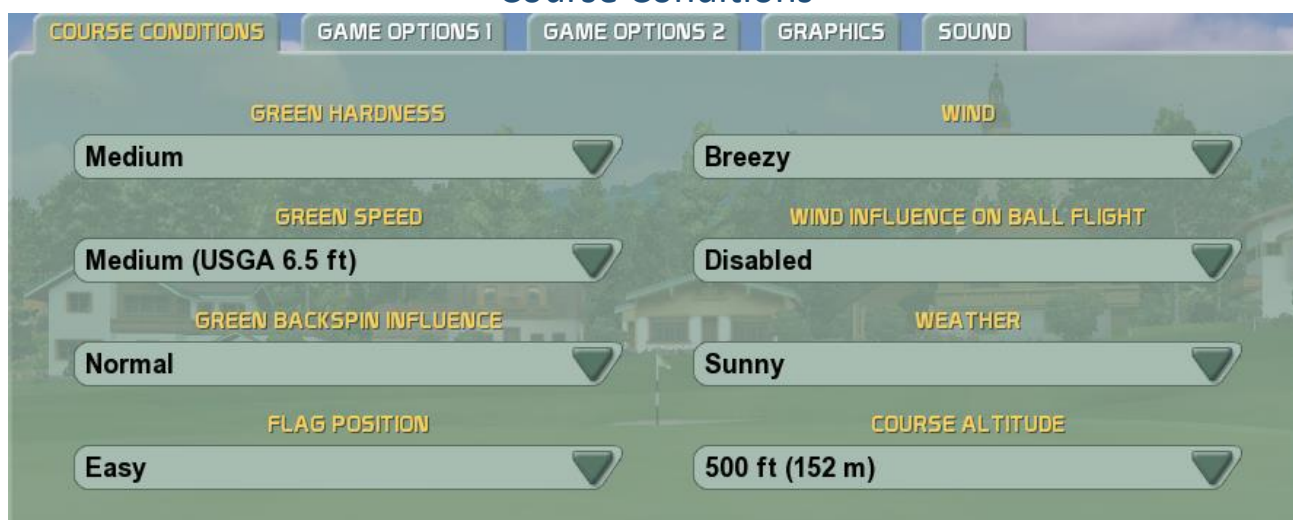 Course Conditions
COURSE CONDITIONS GAME OPTIONS 1 GAME OPTIONS 2 GRAPHICS SOUND
GREEN HARDNESS WIND
Medium Breezy
GREEN SPEED WIND INFLUENCE ON BALL FLIGHT
Medium (USGA 6.5 ft) Disabled
GREEN BACKSPIN INFLUENCE WEATHER
Normal Sunny
FLAG POSITION COURSE ALTITUDE
Easy 500 ft (152 m)